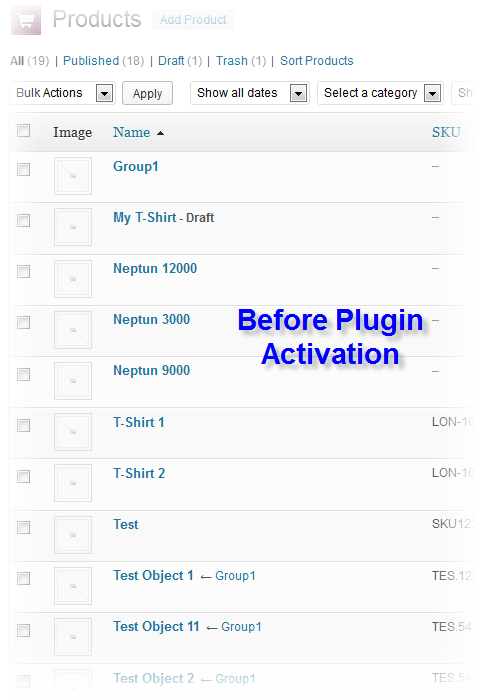 Products Add Product
All (19) | Published (18) | Draft (1) | Trash (1) | Sort Products
Bulk Actions Apply Show all dates Select a category
Image Name SKU
Group1 –
My T-Shirt - Draft –
Neptun 12000 –
Neptun 3000 –
Before Plugin
Activation
Neptun 9000 –
T-Shirt 1 LON-10
T-Shirt 2 LON-10
Test SKU12
Test Object 1 ← Group1 TES.12
Test Object 11 ← Group1 TES.54
Test Object 2 ← Group1 TES.54